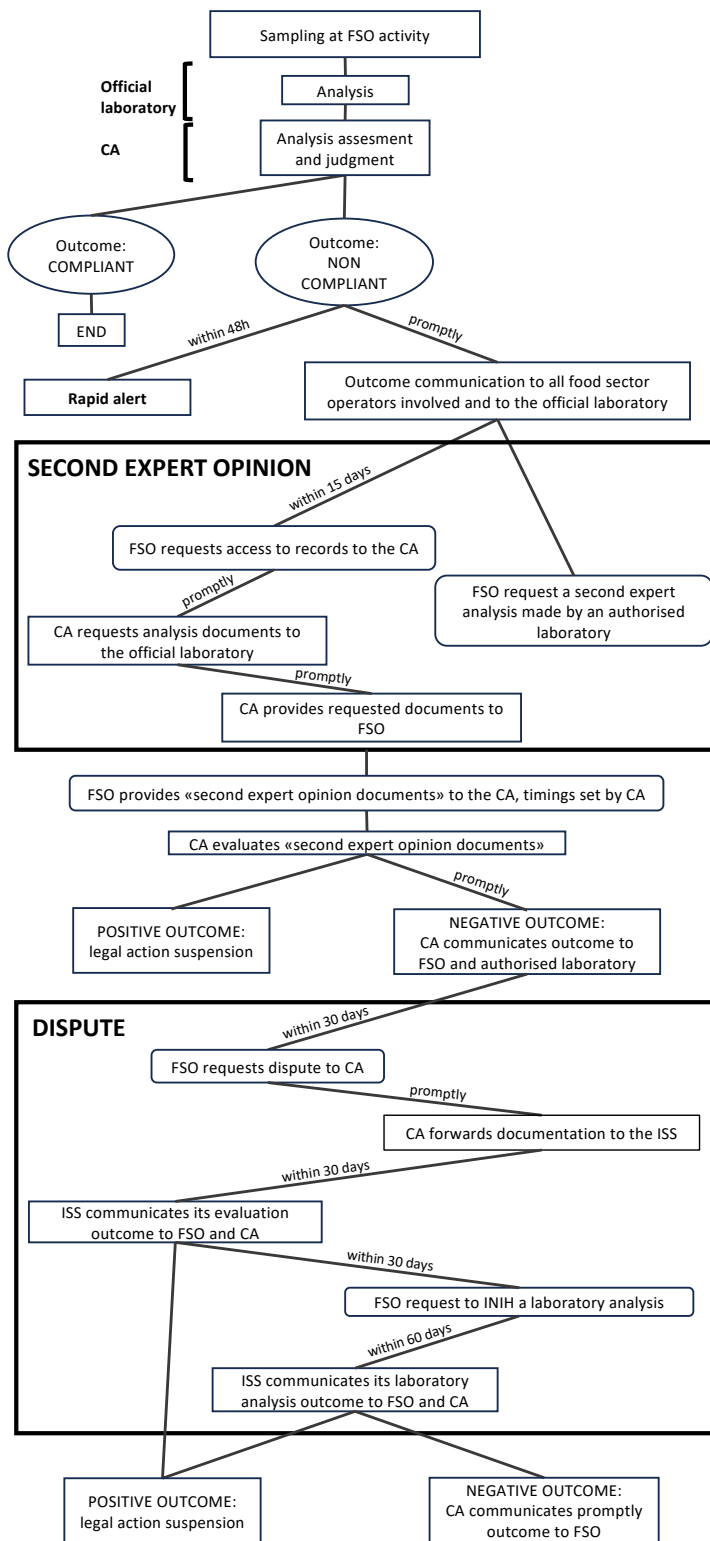 Sampling at FSO activity
Official
laboratory
Analysis
CA
Analysis assesment
and judgment
Outcome:
COMPLIANT
Outcome:
NON
COMPLIANT
END
within 48h
promptly
Rapid alert
Outcome communication to all food sector
operators involved and to the official laboratory
SECOND EXPERT OPINION
within 15 days
FSO requests access to records to the CA
promptly
FSO request a second expert
analysis made by an authorised
laboratory
CA requests analysis documents to
the official laboratory
promptly
CA provides requested documents to
FSO
FSO provides «second expert opinion documents» to the CA, timings set by CA
CA evaluates «second expert opinion documents»
promptly
POSITIVE OUTCOME:
legal action suspension
NEGATIVE OUTCOME:
CA communicates outcome to
FSO and authorised laboratory
DISPUTE
within 30 days
FSO requests dispute to CA
promptly
CA forwards documentation to the ISS
within 30 days
ISS communicates its evaluation
outcome to FSO and CA
within 30 days
FSO request to INIH a laboratory analysis
within 60 days
ISS communicates its laboratory
analysis outcome to FSO and CA
POSITIVE OUTCOME:
legal action suspension
NEGATIVE OUTCOME:
CA communicates promptly
outcome to FSO